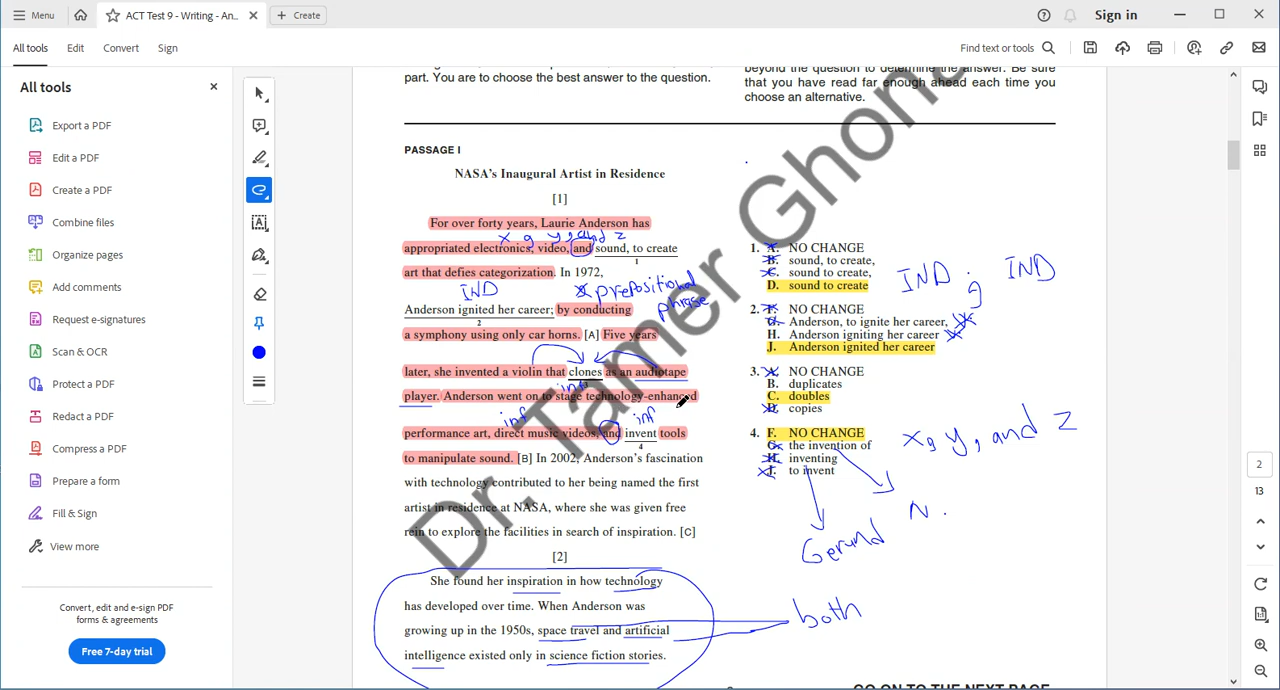 Menu
ACT Test 9 - Writing - An...
Create
Sign in
All tools
Edit
Convert
Sign
Find text or tools
All tools
Export a PDF
Edit a PDF
Create a PDF
Combine files
Organize pages
Add comments
Request e-signatures
Scan & OCR
Protect a PDF
Redact a PDF
Compress a PDF
Prepare a form
Fill & Sign
View more
Convert, edit and e-sign PDF
forms & agreements
Free 7-day trial
part. You are to choose the best answer to the question.
beyond the question to determine the answer. Be sure
that you have read far enough ahead each time you
choose an alternative.
PASSAGE I
NASA's Inaugural Artist in Residence
[1]
For over forty years, Laurie Anderson has
x, y, and z
appropriated electronics, video, and sound, to create
1
art that defies categorization. In 1972,
IND
prepositional
phrase
Anderson ignited her career; by conducting
2
a symphony using only car horns. [A] Five years
later, she invented a violin that clones as an audiotape
inf
player. Anderson went on to stage technology-enhanced
inf
inf
performance art, direct music videos, and invent tools
4
to manipulate sound. [B] In 2002, Anderson's fascination
with technology contributed to her being named the first
artist in residence at NASA, where she was given free
rein to explore the facilities in search of inspiration. [C]
[2]
She found her inspiration in how technology
has developed over time. When Anderson was
growing up in the 1950s, space travel and artificial
intelligence existed only in science fiction stories.
both
1. A. NO CHANGE
B. sound, to create,
C. sound to create,
D. sound to create
IND ; IND
2. F. NO CHANGE
G. Anderson, to ignite her career,
H. Anderson igniting her career
J. Anderson ignited her career
3. A. NO CHANGE
B. duplicates
C. doubles
D. copies
4. F. NO CHANGE
G. the invention of
H. inventing
J. to invent
x, y, and z
N.
Gerund
GO ON TO THE NEXT PAGE
2
13
Dr. Tamer Ghona